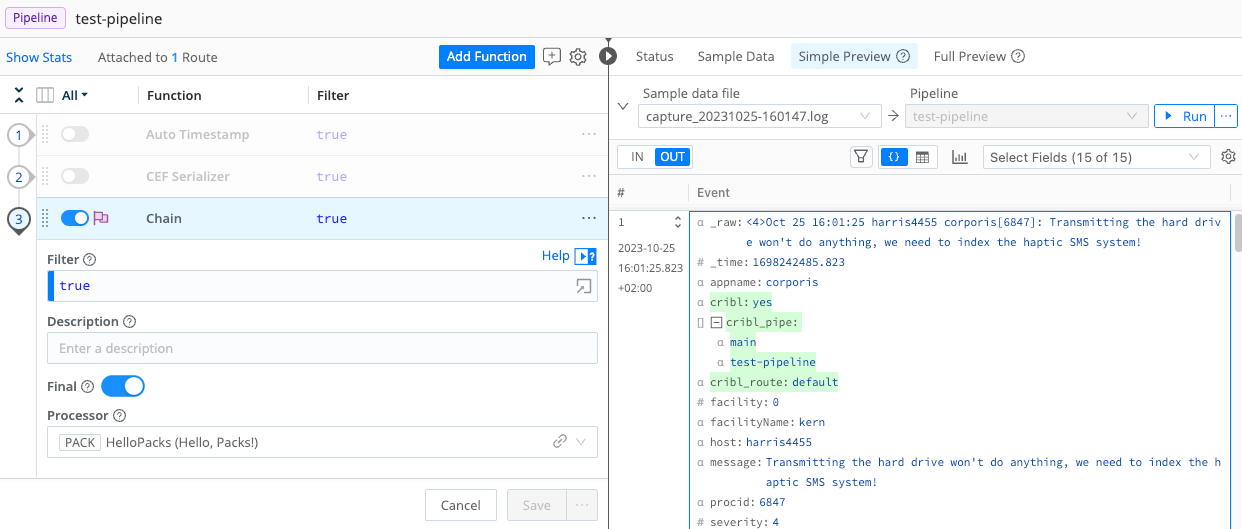 Pipeline test-pipeline
Show Stats Attached to 1 Route Add Function
All Function Filter
1 Auto Timestamp true ...
2 CEF Serializer true ...
3 Chain true ...
Filter Help
true
Description
Enter a description
Final
Processor
PACK HelloPacks (Hello, Packs!)
Cancel Save ...
Status Sample Data Simple Preview Full Preview
Sample data file Pipeline
capture_20231025-160147.log test-pipeline Run ...
IN OUT {} Select Fields (15 of 15)
# Event
1
2023-10-25
16:01:25.823
+02:00
α _raw: <4>Oct 25 16:01:25 harris4455 corporis[6847]: Transmitting the hard driv
e won't do anything, we need to index the haptic SMS system!
# _time: 1698242485.823
α appname: corporis
α cribl: yes
[] cribl_pipe:
α main
α test-pipeline
α cribl_route: default
# facility: 0
α facilityName: kern
α host: harris4455
α message: Transmitting the hard drive won't do anything, we need to index the h
aptic SMS system!
α procid: 6847
# severity: 4